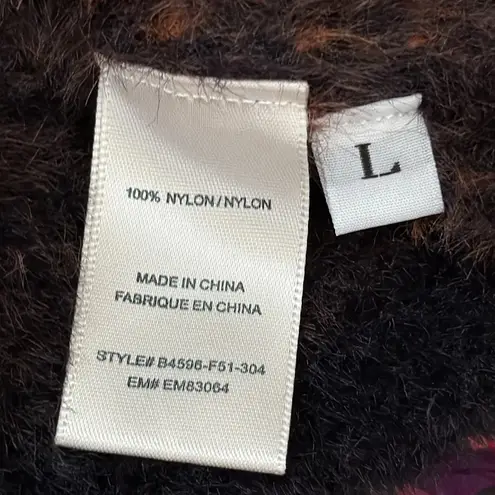 100% NYLON/NYLON
MADE IN CHINA
FABRIQUE EN CHINA
STYLE# B4596-F51-304
EM# EM83064
L